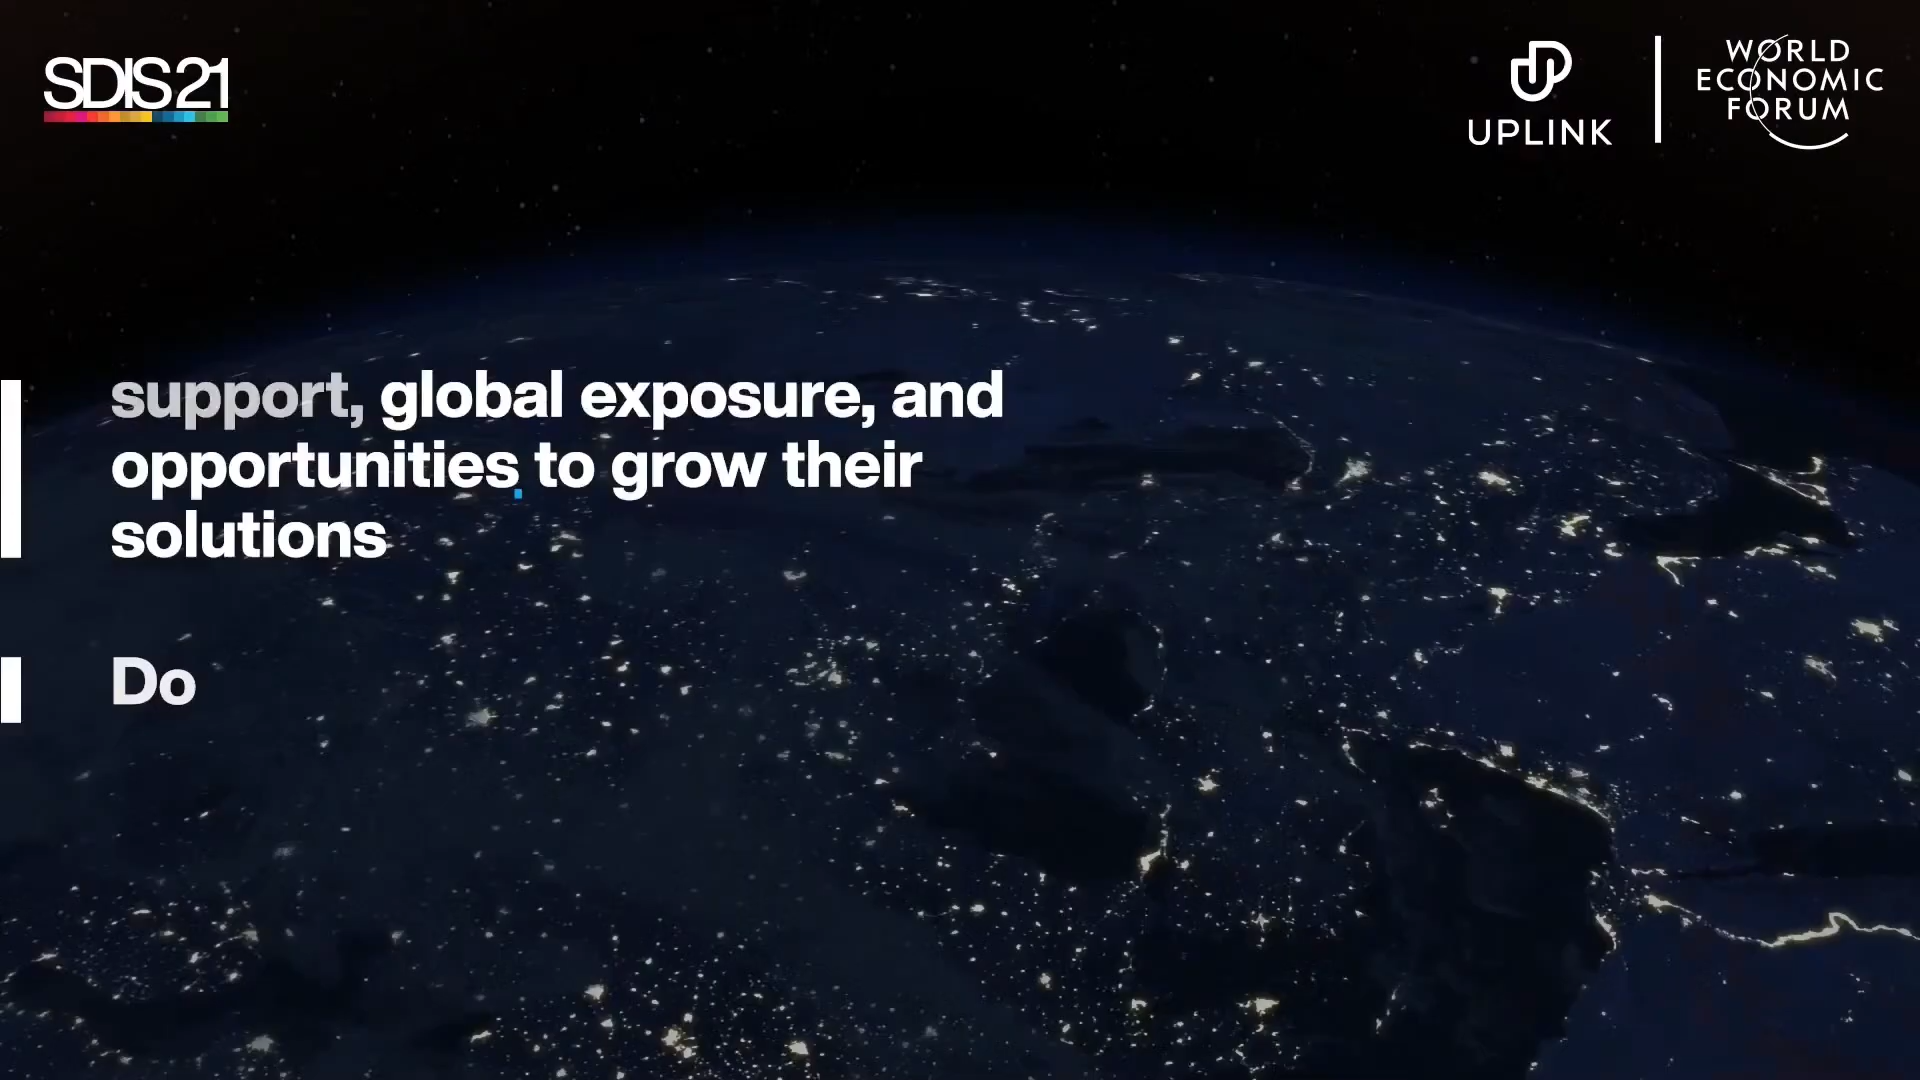 SDIS21
UPLINK
WORLD
ECONOMIC
FORUM
support, global exposure, and
opportunities to grow their
solutions
Do